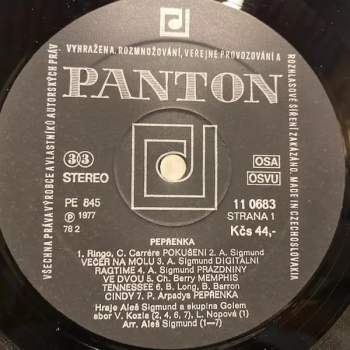 VŠECHNA PRÁVA VÝROBCE A VLASTNÍKŮ AUTORSKÝCH PRÁV VYHRAŽENA. ROZMNOŽOVÁNÍ, VEREJNÉ PROVOZOVÁNÍ A ROZHLASOVÉ ŠÍŘENÍ ZAKÁZÁNO. MADE IN CZECHOSLOVAKIA
PANTON
33
STEREO
OSA
OSVU
PE 845
11 0683
Ⓟ 1977
STRANA 1
78 2
Kčs 44,-
PEPŘENKA
1. Ringo, C. Carrére POKUŠENÍ 2. A. Sigmund
VEČER NA MOLU 3. A. Sigmund DIGITÁLNÍ
RAGTIME 4. A. Sigmund PRÁZDNINY
VE DVOU 5. Ch. Berry MEMPHIS
TENNESSEE 6. B. Long, B. Barron
CINDY 7. P. Arpadys PEPŘENKA
Hraje Aleš Sigmund a skupina Golem
sbor V. Kozla (2, 4, 6, 7), L. Nopová (1)
Arr. Aleš Sigmund (1—7)